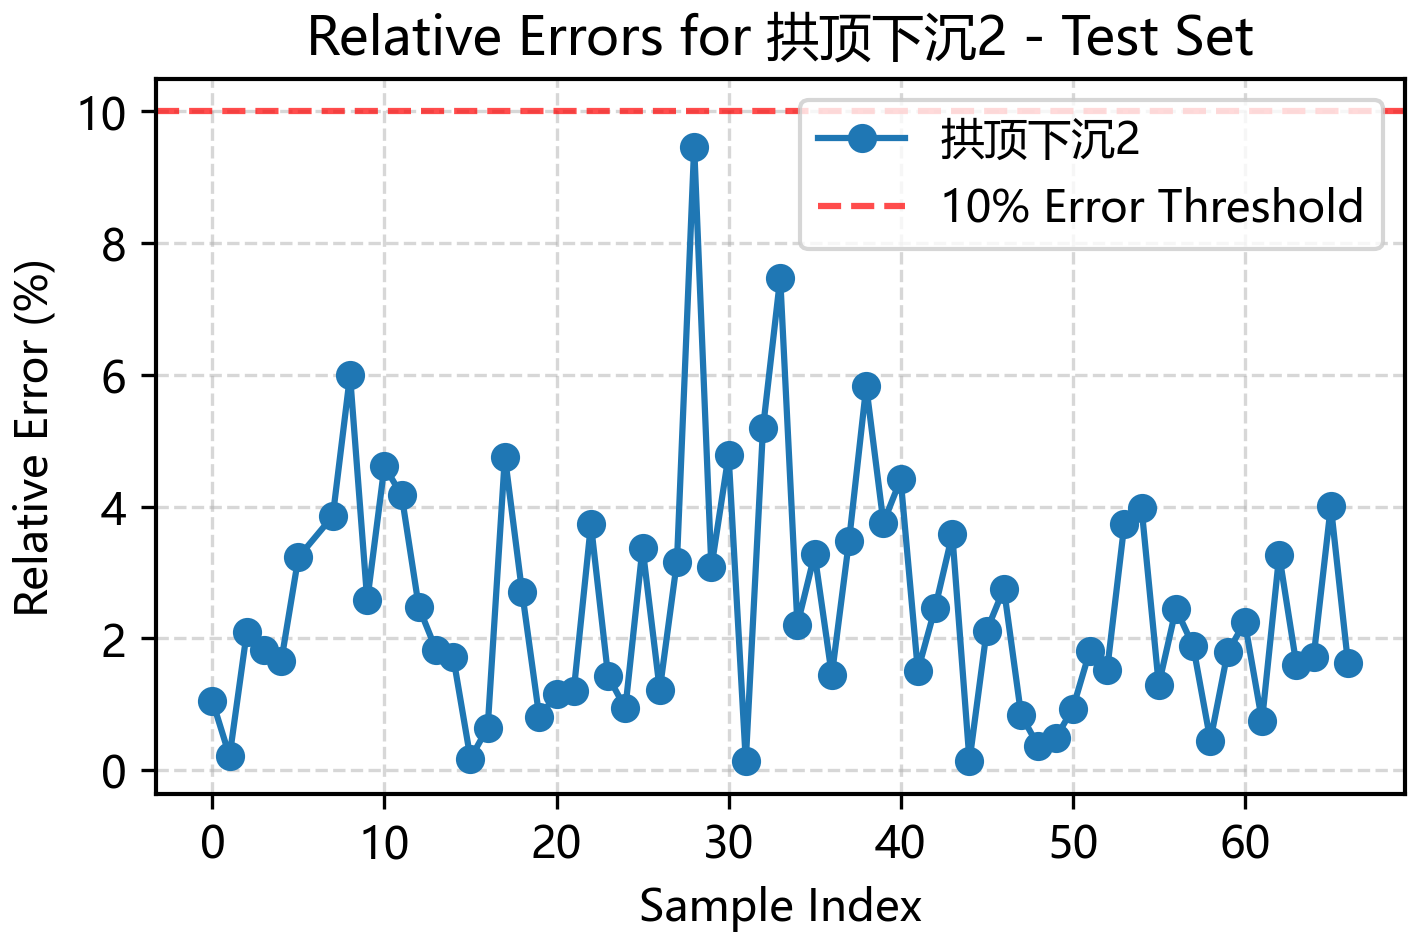 Relative Errors for 拱顶下沉2 - Test Set
拱顶下沉2
10% Error Threshold
Relative Error (%)
10
8
6
4
2
0
0 10 20 30 40 50 60
Sample Index